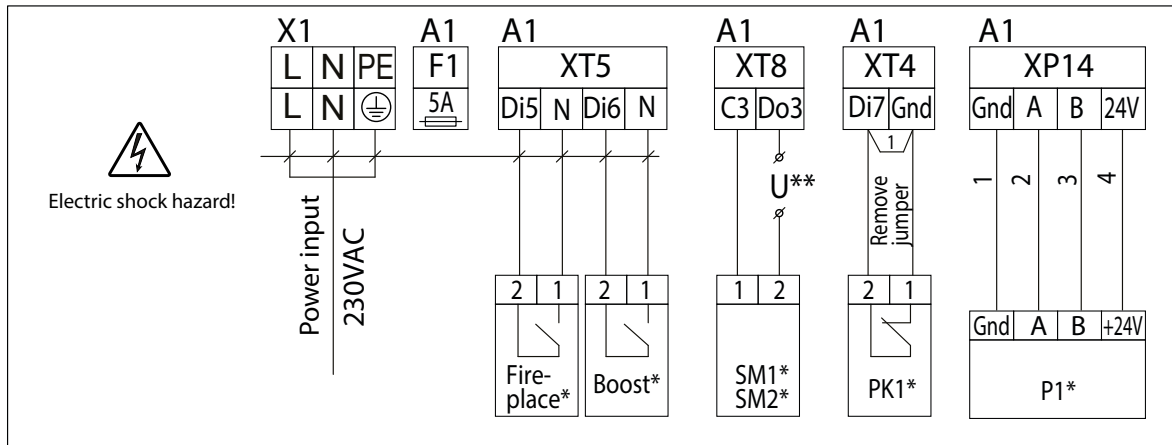 X1 A1 A1 A1 A1 A1
L N PE F1 XT5 XT8 XT4 XP14
L N 5A Di5 N Di6 N C3 Do3 Di7 Gnd Gnd A B 24V
1
Electric shock hazard!
Power input
230VAC
U**
Remove
jumper
1 2 3 4
2 1 2 1 1 2 2 1 Gnd A B +24V
Fire-
place*
Boost*
SM1*
SM2*
PK1*
P1*